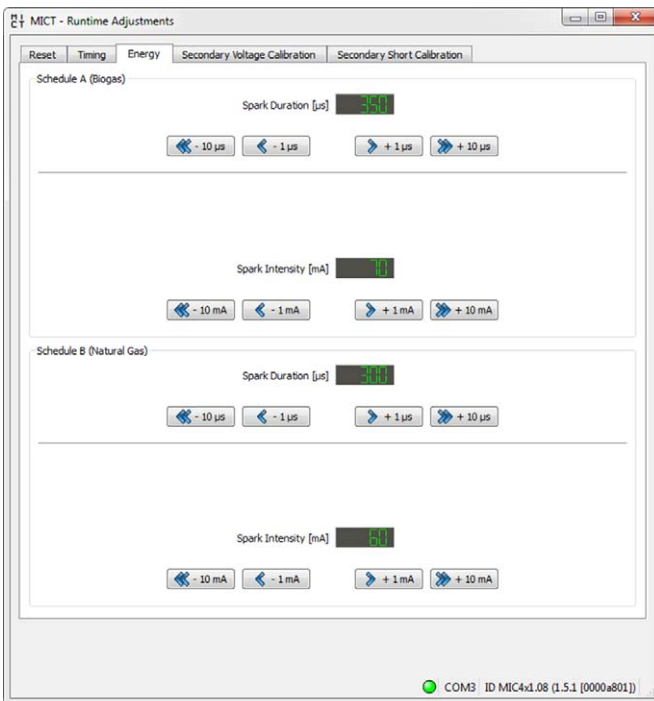 MICT - Runtime Adjustments
Reset Timing Energy Secondary Voltage Calibration Secondary Short Calibration
Schedule A (Biogas)
Spark Duration [µs] 350
- 10 µs - 1 µs + 1 µs + 10 µs
Spark Intensity [mA] 70
- 10 mA - 1 mA + 1 mA + 10 mA
Schedule B (Natural Gas)
Spark Duration [µs] 300
- 10 µs - 1 µs + 1 µs + 10 µs
Spark Intensity [mA] 60
- 10 mA - 1 mA + 1 mA + 10 mA
COM3 ID MIC4x1.08 (1.5.1 [0000a801])